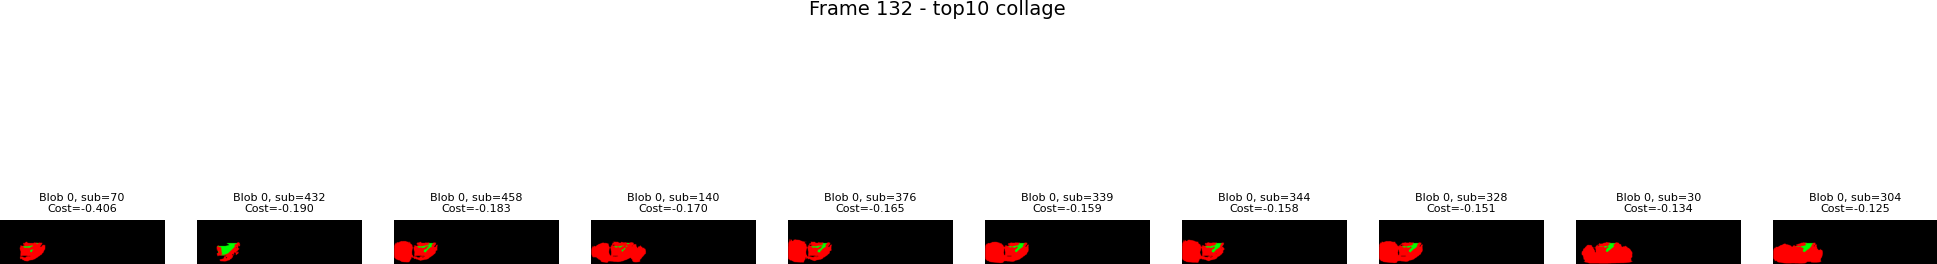 Frame 132 - top10 collage
Blob 0, sub=70
Cost=-0.406
Blob 0, sub=432
Cost=-0.190
Blob 0, sub=458
Cost=-0.183
Blob 0, sub=140
Cost=-0.170
Blob 0, sub=376
Cost=-0.165
Blob 0, sub=339
Cost=-0.159
Blob 0, sub=344
Cost=-0.158
Blob 0, sub=328
Cost=-0.151
Blob 0, sub=30
Cost=-0.134
Blob 0, sub=304
Cost=-0.125